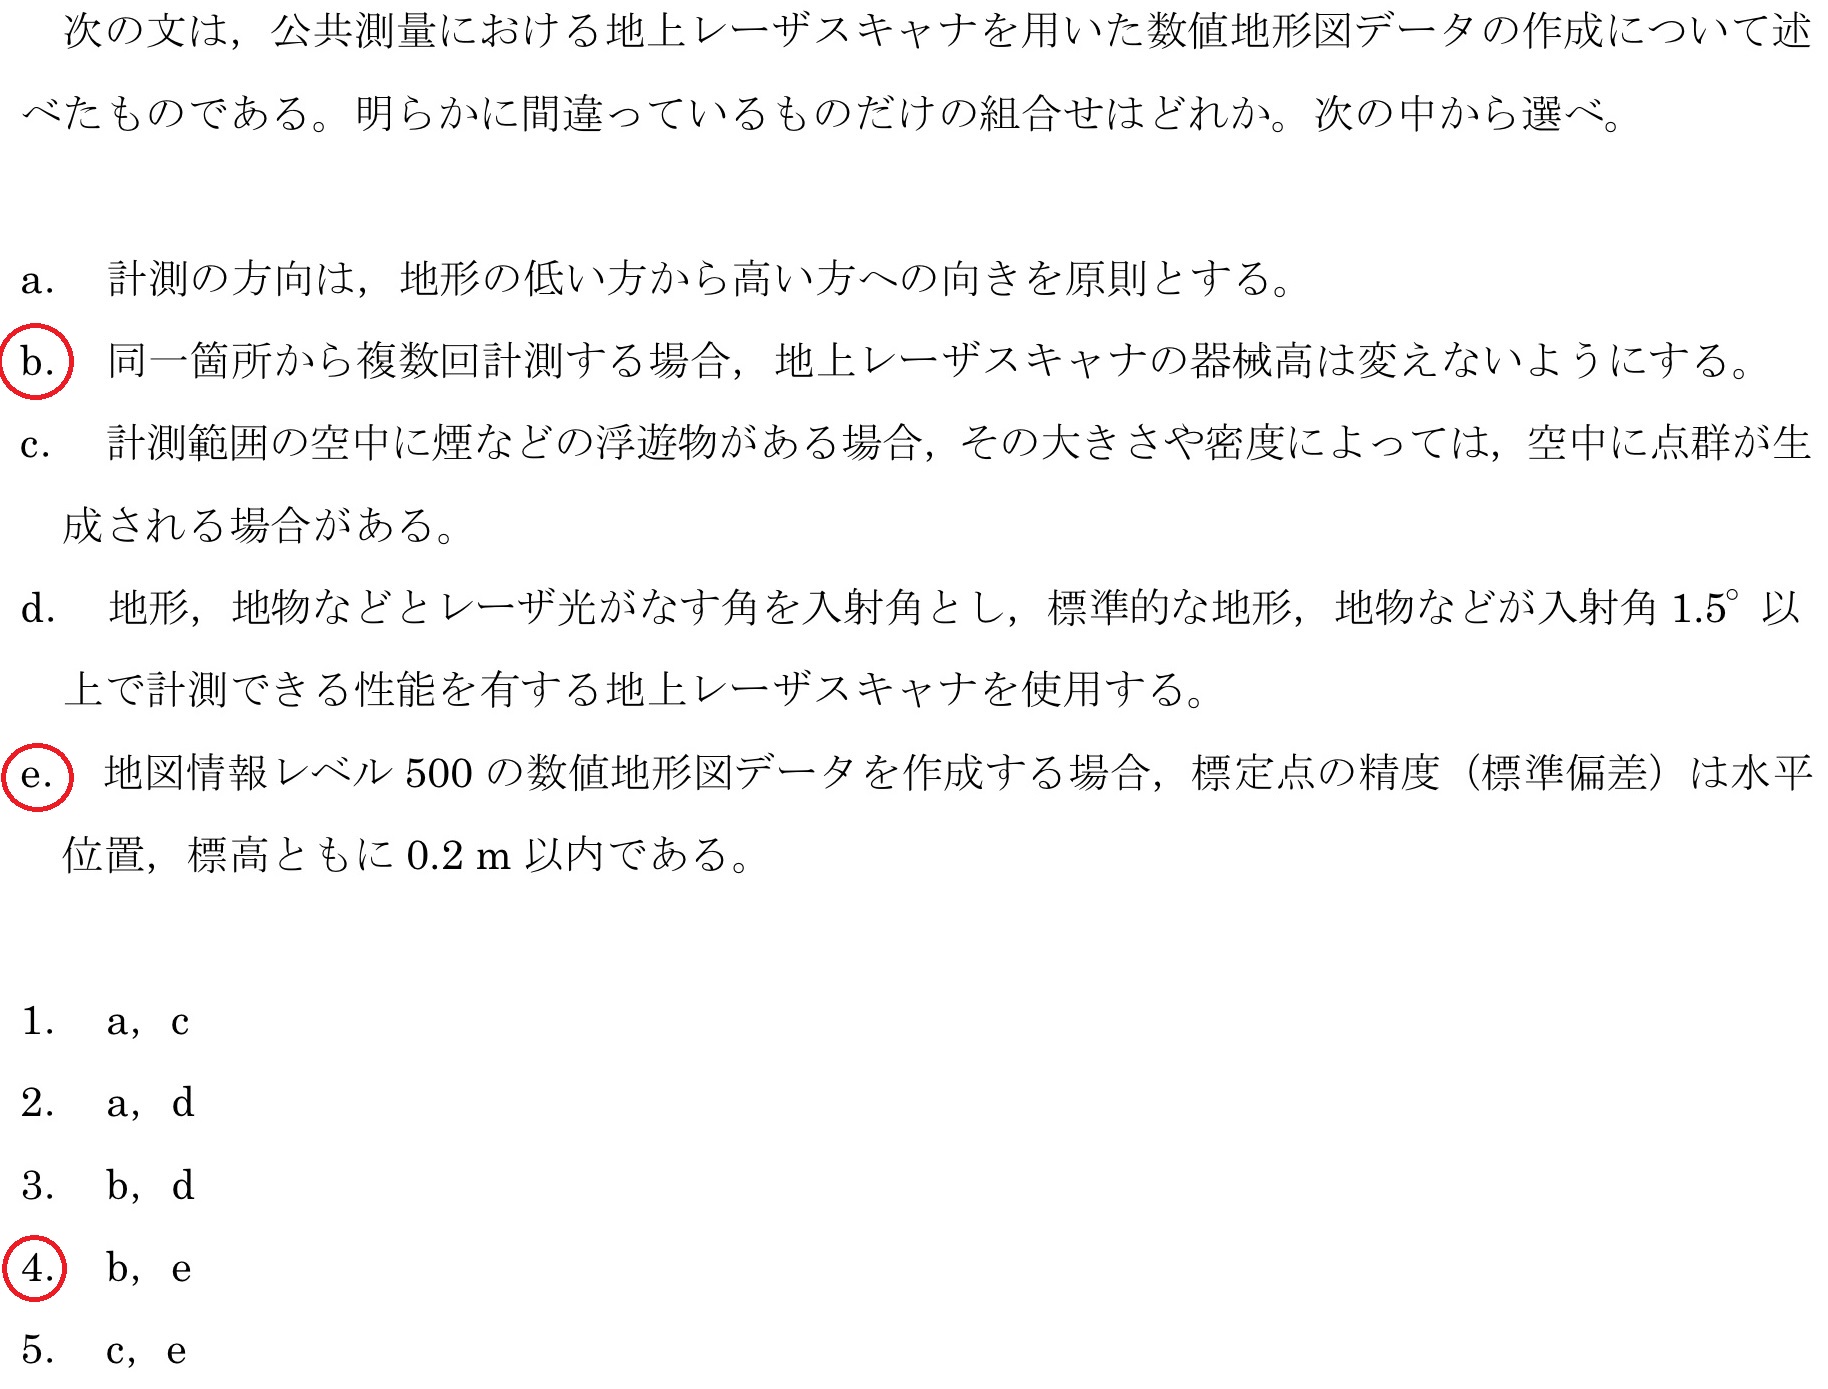 次の文は，公共測量における地上レーザスキャナを用いた数値地形図データの作成について述
べたものである。明らかに間違っているものだけの組合せはどれか。次の中から選べ。
a. 計測の方向は，地形の低い方から高い方への向きを原則とする。
b. 同一箇所から複数回計測する場合，地上レーザスキャナの器械高は変えないようにする。
c. 計測範囲の空中に煙などの浮遊物がある場合，その大きさや密度によっては，空中に点群が生
成される場合がある。
d. 地形，地物などとレーザ光がなす角を入射角とし，標準的な地形，地物などが入射角 1.5° 以
上で計測できる性能を有する地上レーザスキャナを使用する。
e. 地図情報レベル 500 の数値地形図データを作成する場合，標定点の精度（標準偏差）は水平
位置，標高ともに 0.2 m 以内である。
1. a，c
2. a，d
3. b，d
4. b，e
5. c，e